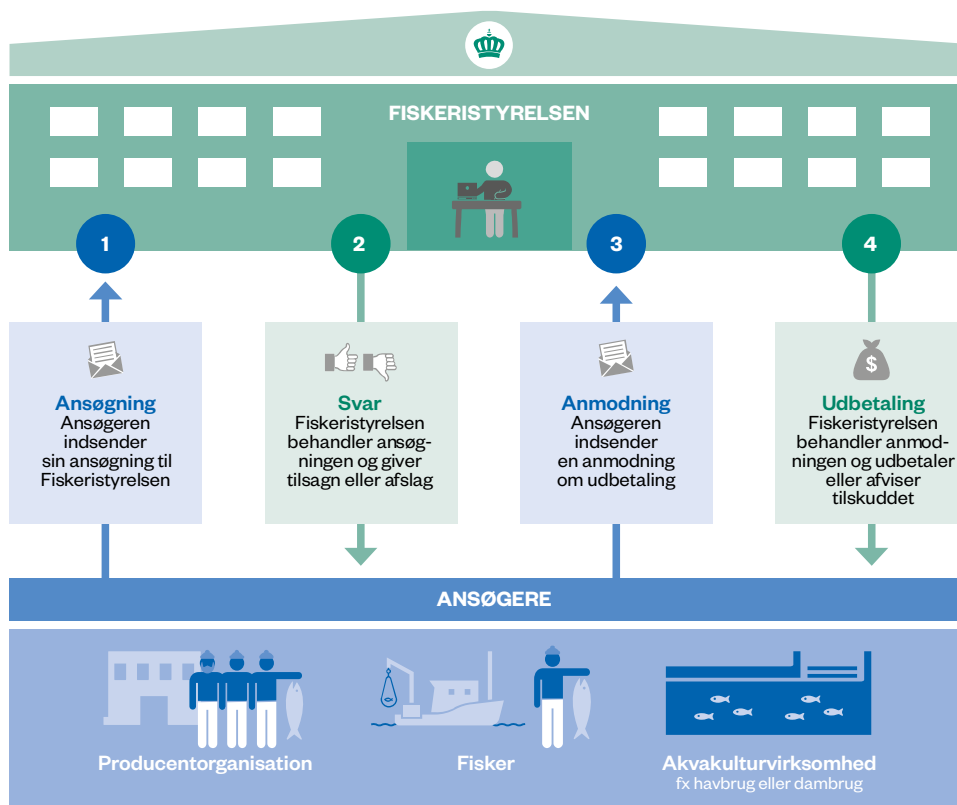 FISKERISTYRELSEN
1
2
3
4
Ansøgning
Ansøgeren
indsender
sin ansøgning til
Fiskeristyrelsen
Svar
Fiskeristyrelsen
behandler ansøg-
ningen og giver
tilsagn eller afslag
Anmodning
Ansøgeren
indsender
en anmodning
om udbetaling
$
Udbetaling
Fiskeristyrelsen
behandler anmod-
ningen og udbetaler
eller afviser
tilskuddet
ANSØGERE
Producentorganisation
Fisker
Akvakulturvirksomhed
fx havbrug eller dambrug